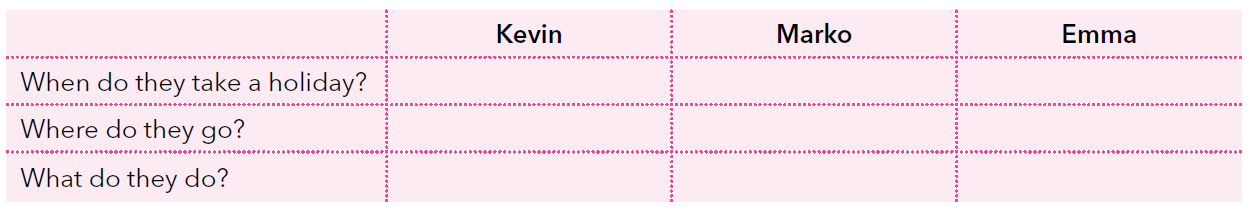 Kevin Marko Emma
When do they take a holiday?
Where do they go?
What do they do?